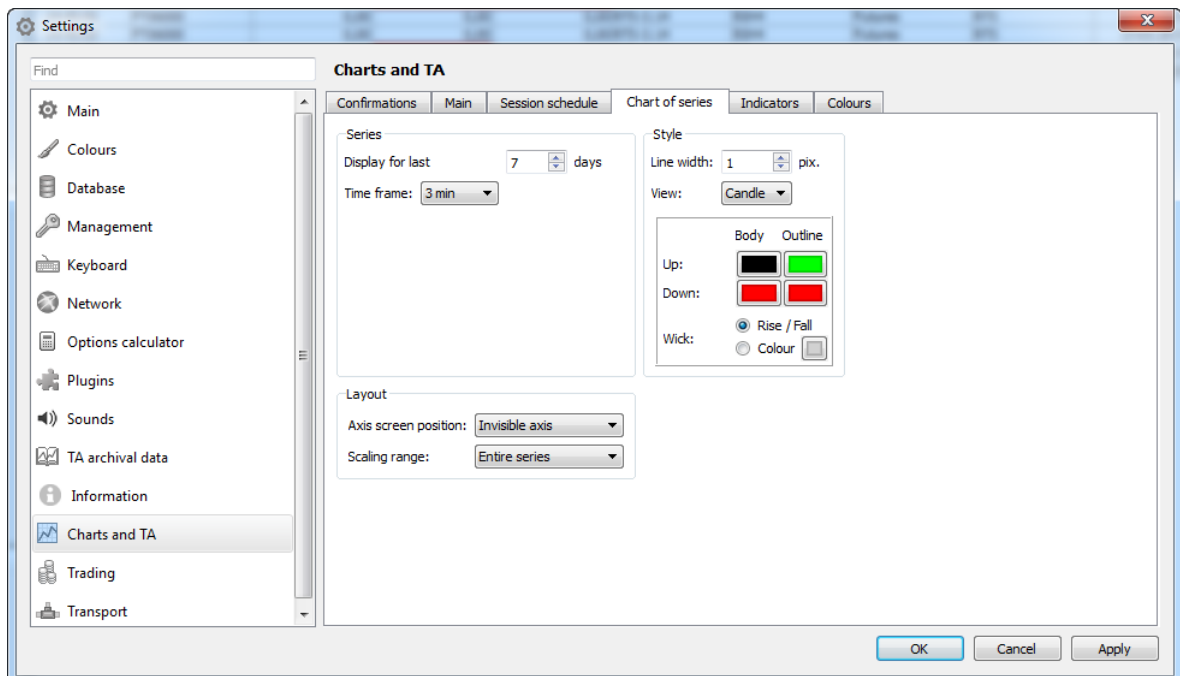 Settings
Find
Main
Colours
Database
Management
Keyboard
Network
Options calculator
Plugins
Sounds
TA archival data
Information
Charts and TA
Trading
Transport
Charts and TA
Confirmations Main Session schedule Chart of series Indicators Colours
Series
Display for last 7 days
Time frame: 3 min
Style
Line width: 1 pix.
View: Candle
Body Outline
Up:
Down:
Wick: Rise / Fall
Colour
Layout
Axis screen position: Invisible axis
Scaling range: Entire series
OK Cancel Apply